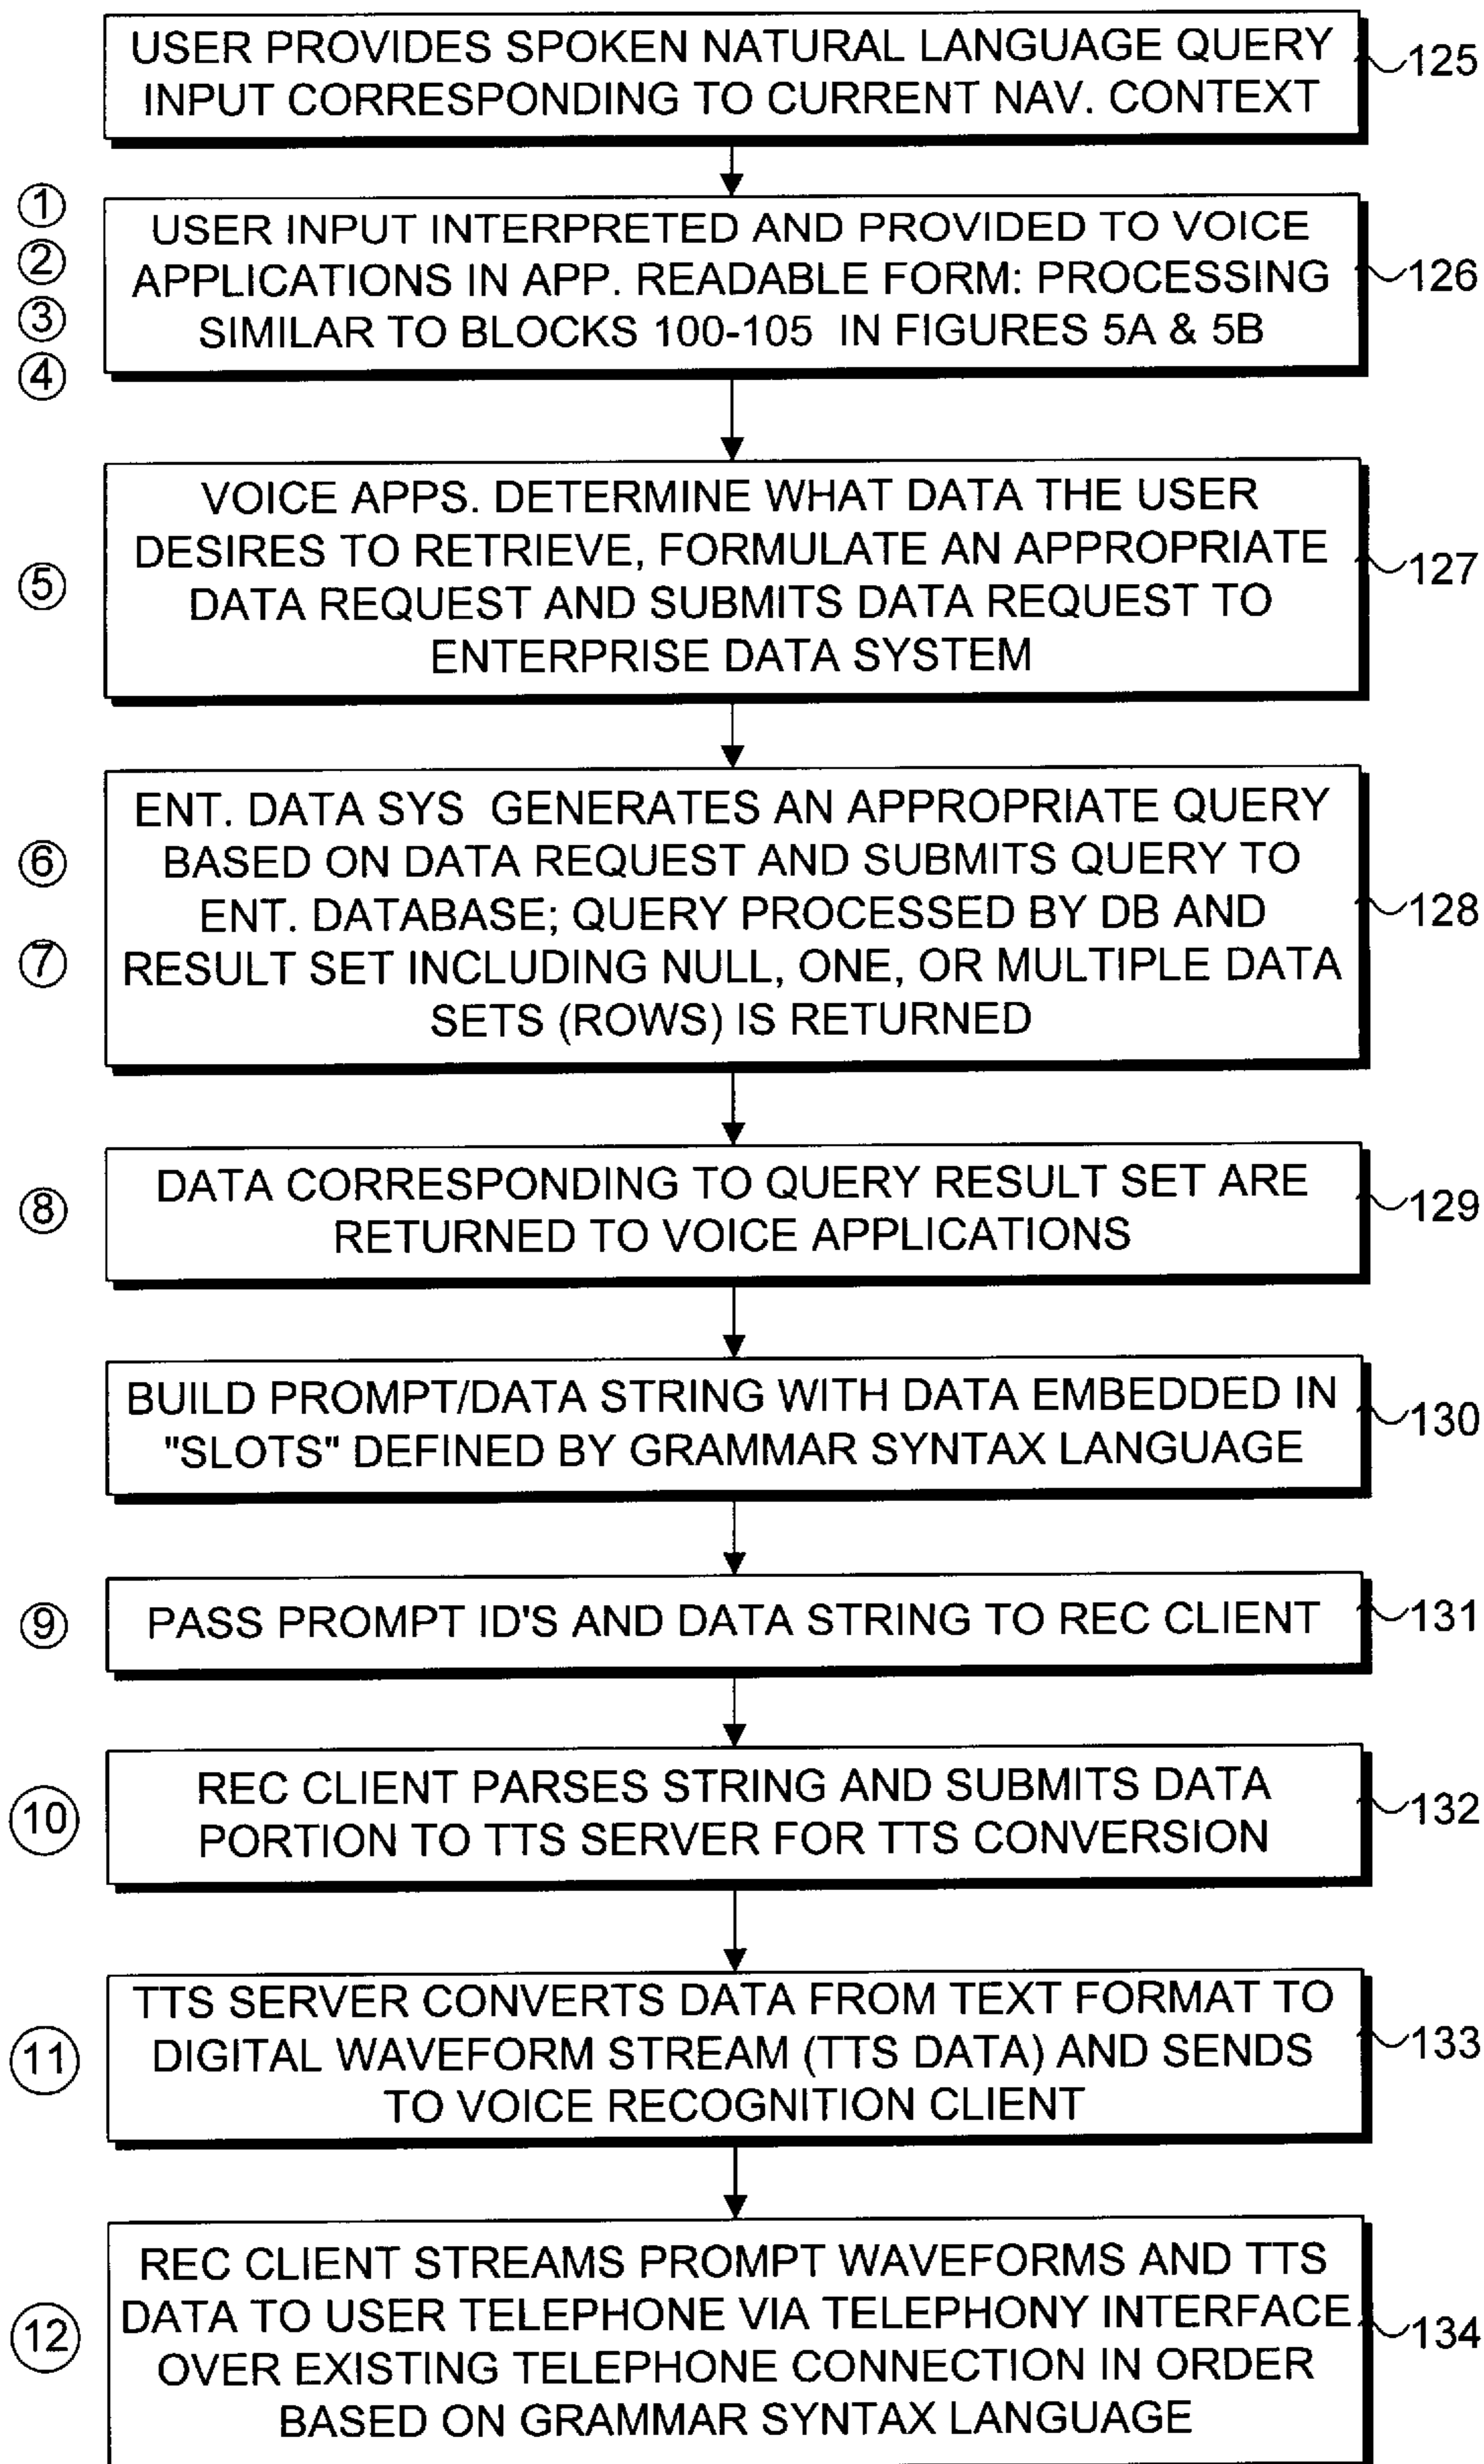 USER PROVIDES SPOKEN NATURAL LANGUAGE QUERY
INPUT CORRESPONDING TO CURRENT NAV. CONTEXT
125
①
②
③
④
USER INPUT INTERPRETED AND PROVIDED TO VOICE
APPLICATIONS IN APP. READABLE FORM: PROCESSING
SIMILAR TO BLOCKS 100-105 IN FIGURES 5A & 5B
126
⑤
VOICE APPS. DETERMINE WHAT DATA THE USER
DESIRES TO RETRIEVE, FORMULATE AN APPROPRIATE
DATA REQUEST AND SUBMITS DATA REQUEST TO
ENTERPRISE DATA SYSTEM
127
⑥
⑦
ENT. DATA SYS GENERATES AN APPROPRIATE QUERY
BASED ON DATA REQUEST AND SUBMITS QUERY TO
ENT. DATABASE; QUERY PROCESSED BY DB AND
RESULT SET INCLUDING NULL, ONE, OR MULTIPLE DATA
SETS (ROWS) IS RETURNED
128
⑧
DATA CORRESPONDING TO QUERY RESULT SET ARE
RETURNED TO VOICE APPLICATIONS
129
BUILD PROMPT/DATA STRING WITH DATA EMBEDDED IN
"SLOTS" DEFINED BY GRAMMAR SYNTAX LANGUAGE
130
⑨
PASS PROMPT ID'S AND DATA STRING TO REC CLIENT
131
⑩
REC CLIENT PARSES STRING AND SUBMITS DATA
PORTION TO TTS SERVER FOR TTS CONVERSION
132
⑪
TTS SERVER CONVERTS DATA FROM TEXT FORMAT TO
DIGITAL WAVEFORM STREAM (TTS DATA) AND SENDS
TO VOICE RECOGNITION CLIENT
133
⑫
REC CLIENT STREAMS PROMPT WAVEFORMS AND TTS
DATA TO USER TELEPHONE VIA TELEPHONY INTERFACE
OVER EXISTING TELEPHONE CONNECTION IN ORDER
BASED ON GRAMMAR SYNTAX LANGUAGE
134